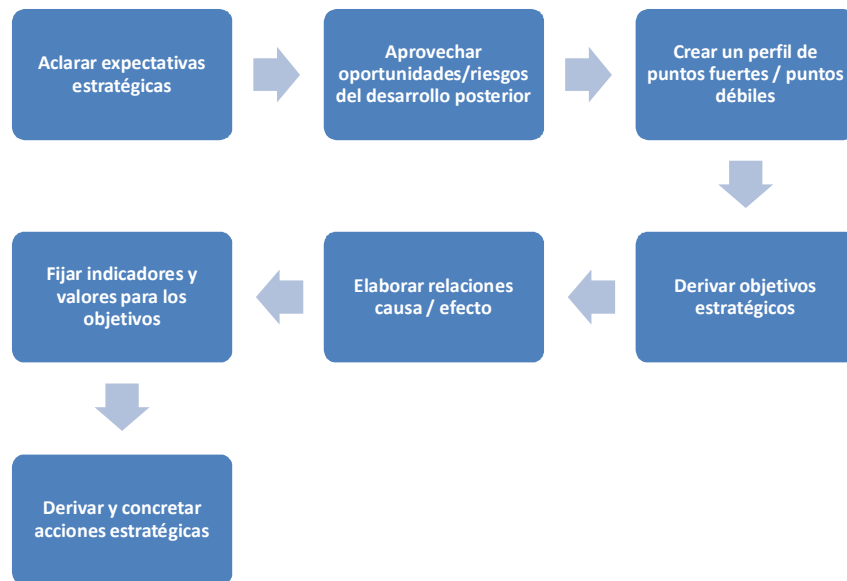 Aclarar expectativas
estratégicas
Aprovechar
oportunidades/riesgos
del desarrollo posterior
Crear un perfil de
puntos fuertes / puntos
débiles
Derivar objetivos
estratégicos
Elaborar relaciones
causa / efecto
Fijar indicadores y
valores para los
objetivos
Derivar y concretar
acciones estratégicas